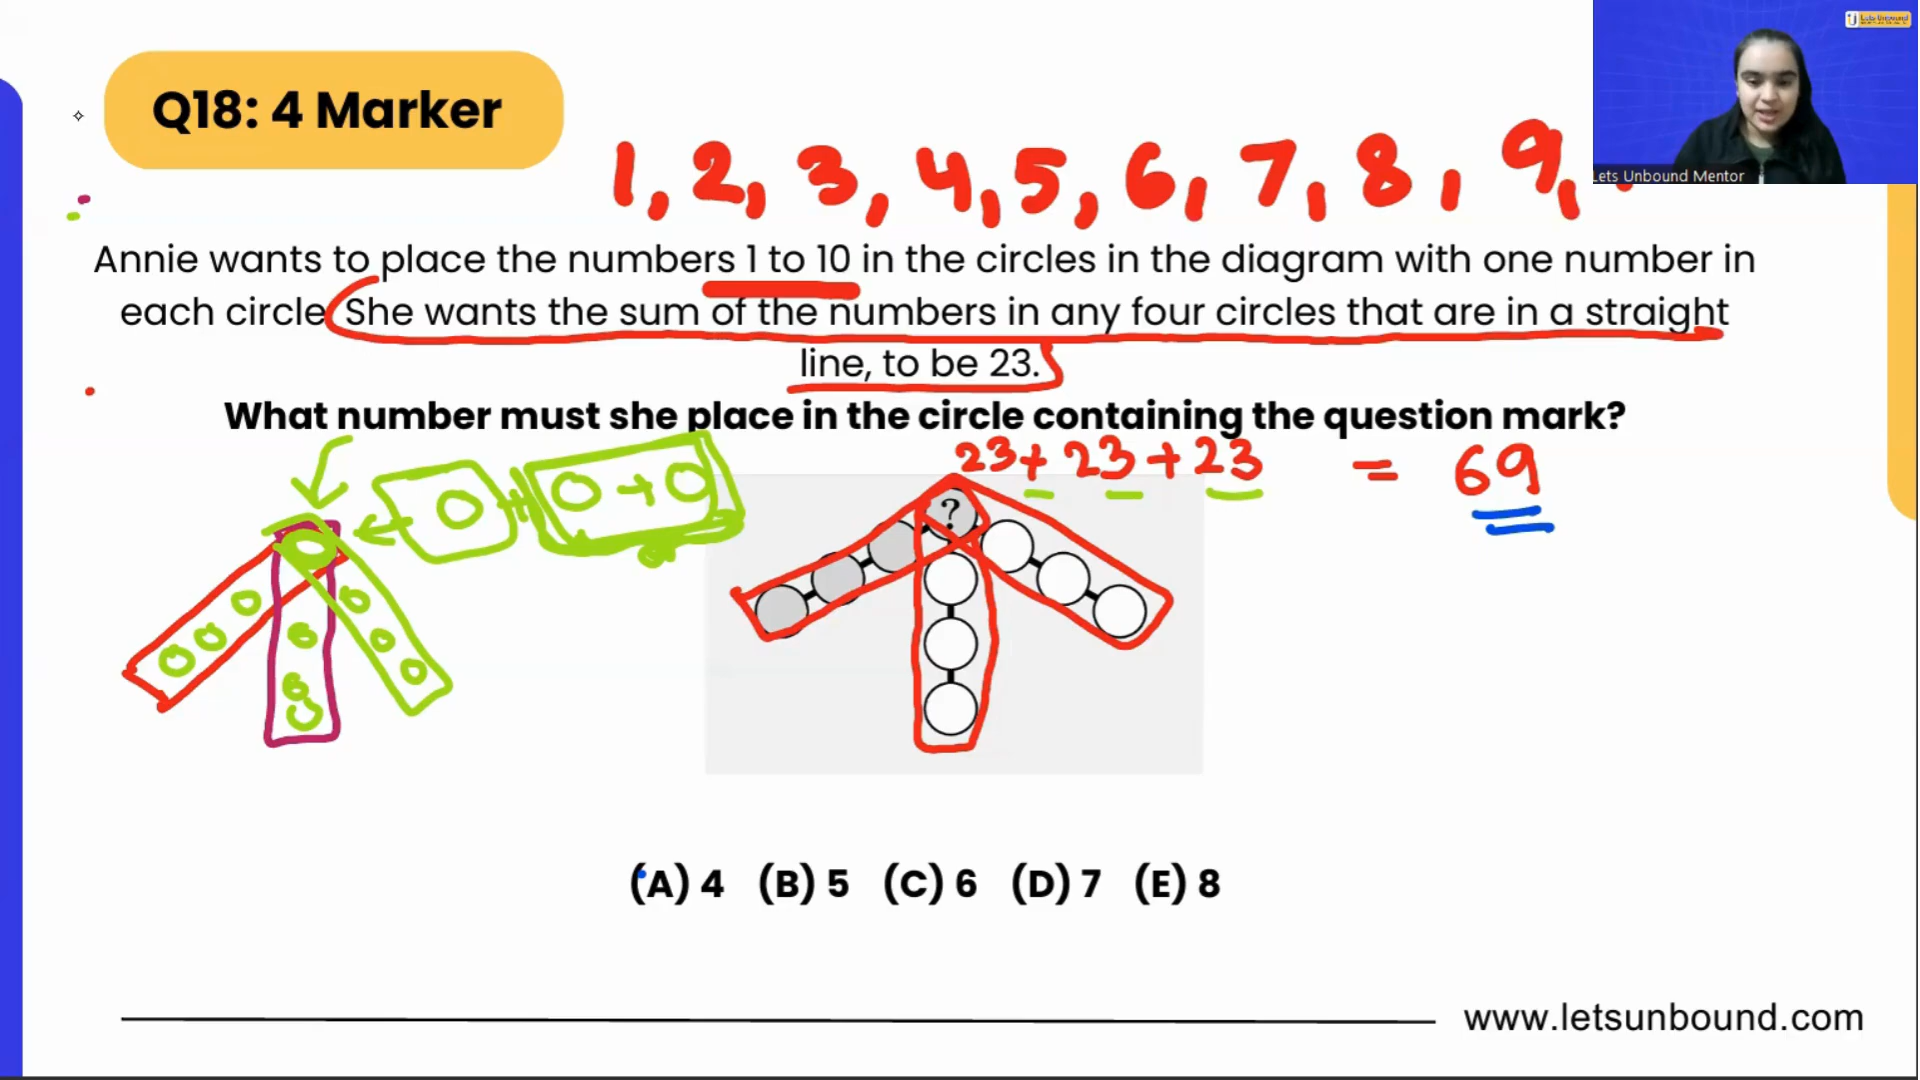 Q18: 4 Marker
1, 2, 3, 4, 5, 6, 7, 8, 9,
Lets Unbound
Lets Unbound Mentor
Annie wants to place the numbers 1 to 10 in the circles in the diagram with one number in
each circle. She wants the sum of the numbers in any four circles that are in a straight
line, to be 23.
What number must she place in the circle containing the question mark?
23 + 23 + 23 = 69
O + O + O
?
(A) 4 (B) 5 (C) 6 (D) 7 (E) 8
www.letsunbound.com